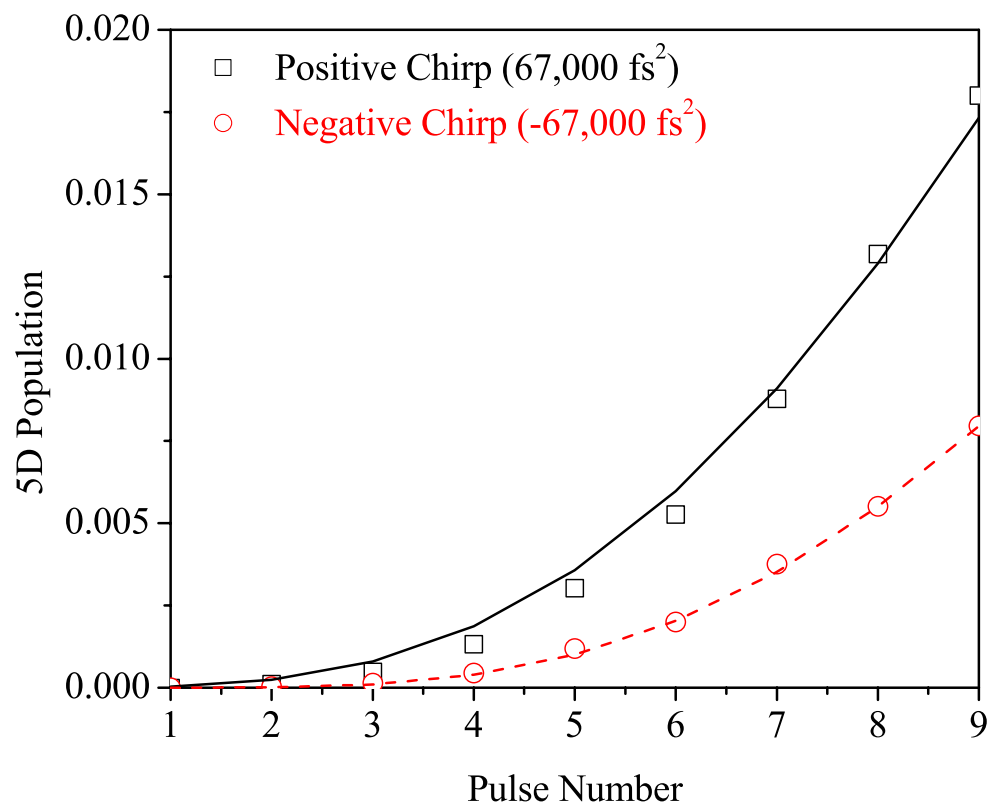 0.020
Positive Chirp (67,000 fs²)
Negative Chirp (-67,000 fs²)
0.015
0.010
0.005
0.000
5D Population
1 2 3 4 5 6 7 8 9
Pulse Number